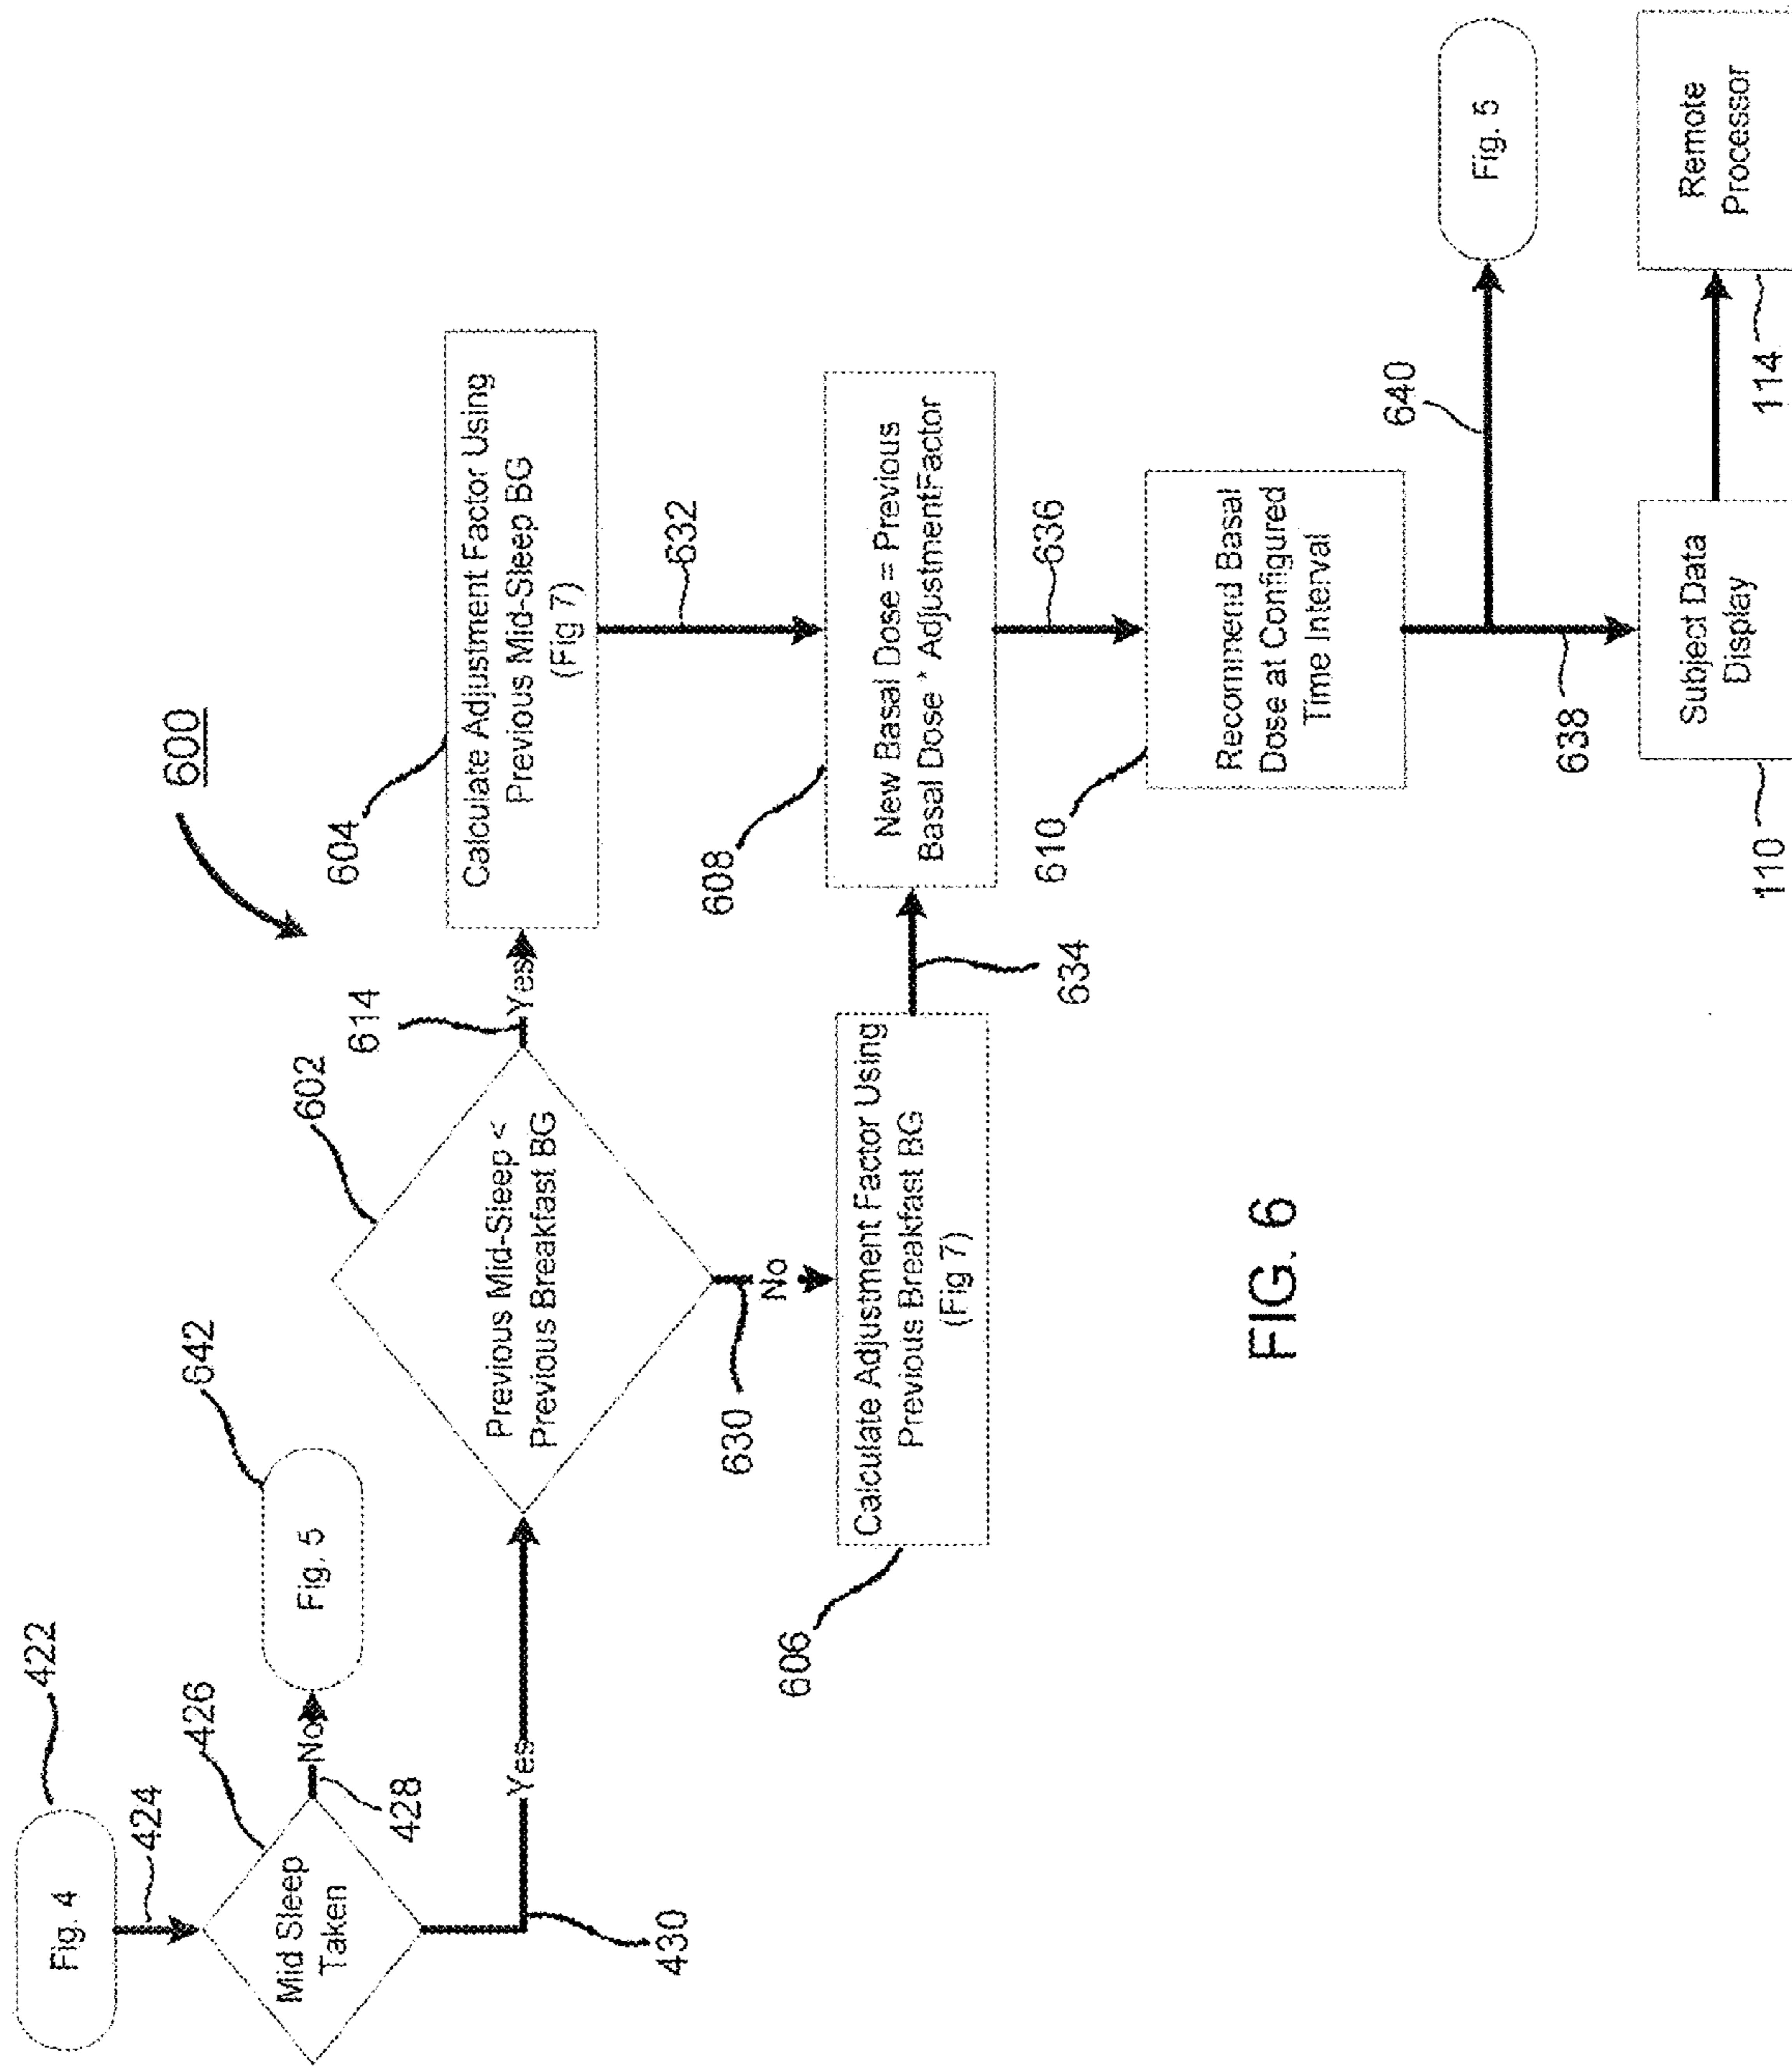 600
Fig. 4
422
424
Mid Sleep
Taken
426
No
428
Fig. 5
642
Yes
430
Previous Mid-Sleep <
Previous Breakfast BG
602
614
Yes
630
No
604
Calculate Adjustment Factor Using
Previous Mid-Sleep BG
(Fig 7)
632
606
Calculate Adjustment Factor Using
Previous Breakfast BG
(Fig 7)
634
608
New Basal Dose = Previous
Basal Dose * AdjustmentFactor
636
610
Recommend Basal
Dose at Configured
Time Interval
640
Fig. 5
638
Subject Data
Display
110
Remote
Processor
114
FIG. 6